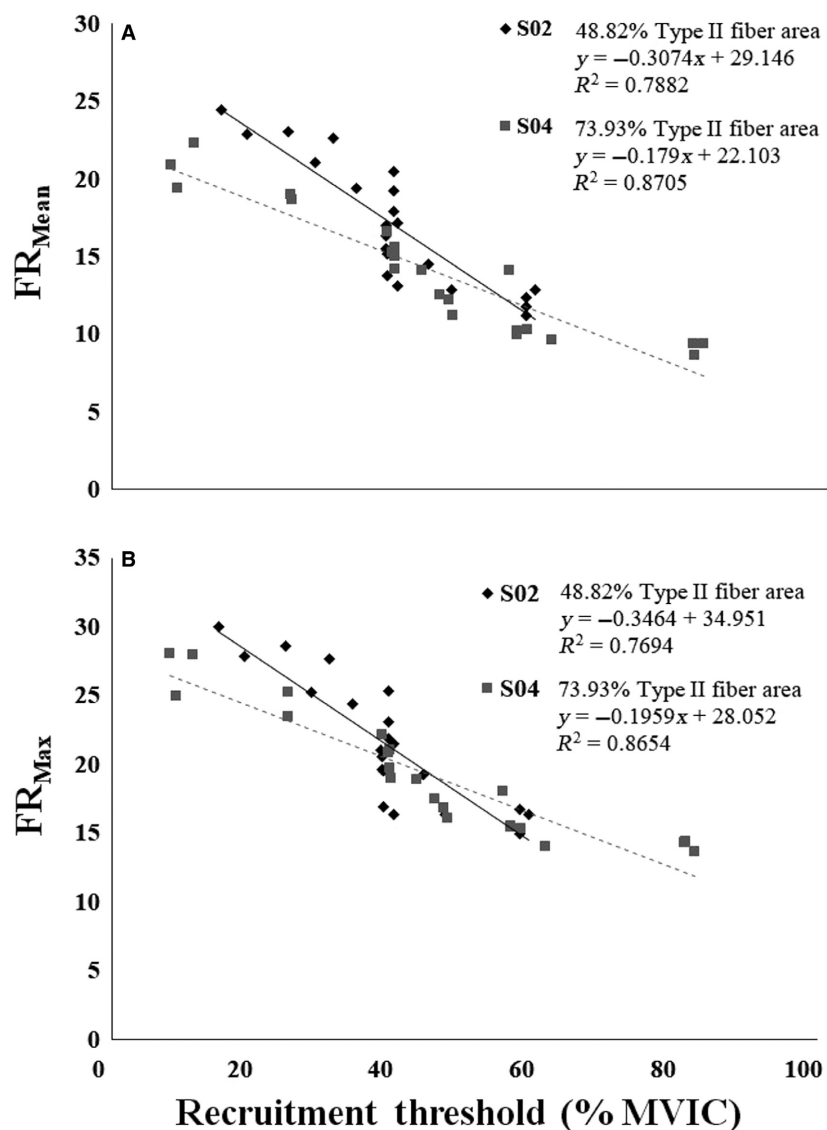 A
30
25
20
15
10
5
0
FRMean
S02 48.82% Type II fiber area
y = −0.3074x + 29.146
R² = 0.7882
S04 73.93% Type II fiber area
y = −0.179x + 22.103
R² = 0.8705
B
35
30
25
20
15
10
5
0
FRMax
S02 48.82% Type II fiber area
y = −0.3464 + 34.951
R² = 0.7694
S04 73.93% Type II fiber area
y = −0.1959x + 28.052
R² = 0.8654
0 20 40 60 80 100
Recruitment threshold (% MVIC)